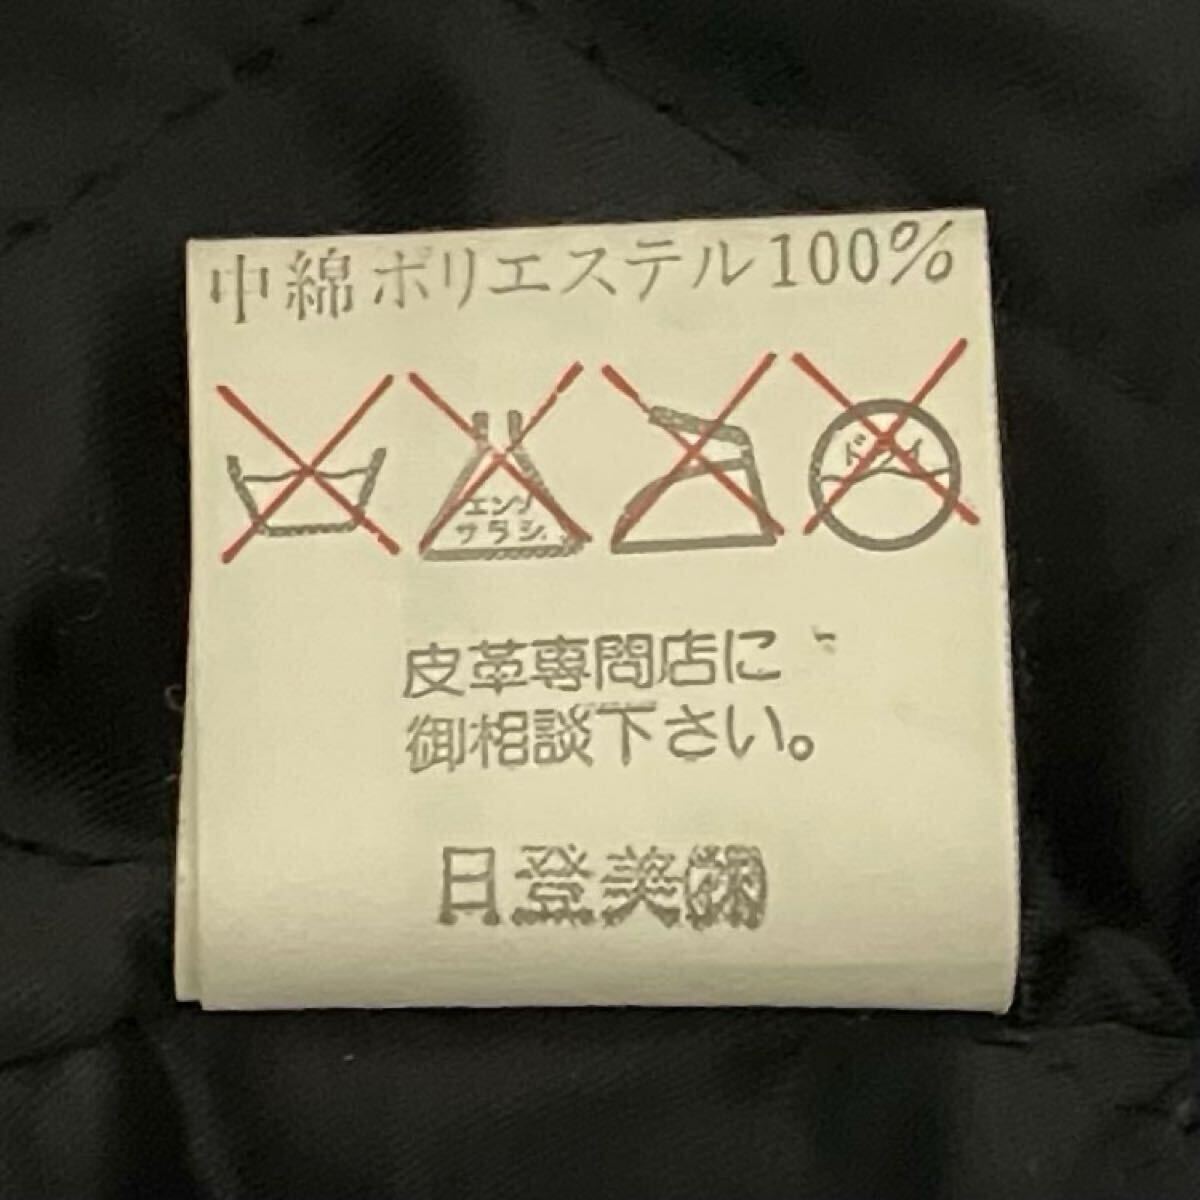 中綿 ポリエステル100%
エンソ
サラシ
ドライ
皮革専問店に
御相談下さい。
日登美㈱